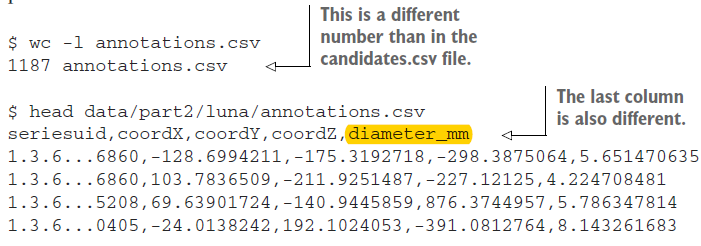 This is a different
number than in the
candidates.csv file.
$ wc -l annotations.csv
1187 annotations.csv
The last column
is also different.
$ head data/part2/luna/annotations.csv
seriesuid,coordX,coordY,coordZ,diameter_mm
1.3.6...6860,-128.6994211,-175.3192718,-298.3875064,5.651470635
1.3.6...6860,103.7836509,-211.9251487,-227.12125,4.224708481
1.3.6...5208,69.63901724,-140.9445859,876.3744957,5.786347814
1.3.6...0405,-24.0138242,192.1024053,-391.0812764,8.143261683